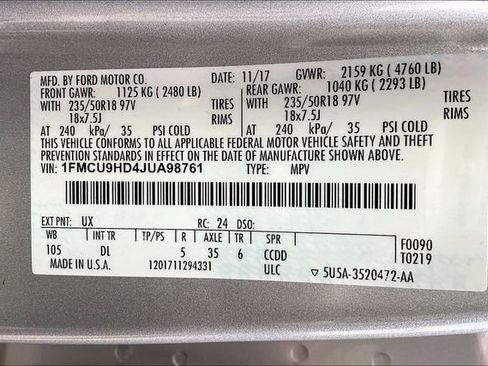 MFD. BY FORD MOTOR CO.
DATE: 11/17 GVWR: 2159 KG ( 4760 LB)
FRONT GAWR: 1125 KG ( 2480 LB) REAR GAWR: 1040 KG ( 2293 LB)
WITH 235/50R18 97V TIRES WITH 235/50R18 97V TIRES
18x7.5J RIMS 18x7.5J RIMS
AT 240 kPa/ 35 PSI COLD AT 240 kPa/ 35 PSI COLD
THIS VEHICLE CONFORMS TO ALL APPLICABLE FEDERAL MOTOR VEHICLE SAFETY AND THEFT
PREVENTION STANDARDS IN EFFECT ON THE DATE OF MANUFACTURE SHOWN ABOVE.
VIN: 1FMCU9HD4JUA98761 TYPE: MPV
EXT PNT: UX RC: 24 DSO:
WB INT TR TP/PS R AXLE TR SPR F0090
105 DL 5 35 6 CCDD T0219
MADE IN U.S.A. 1201711294331 ULC ▽ 5U5A-3520472-AA